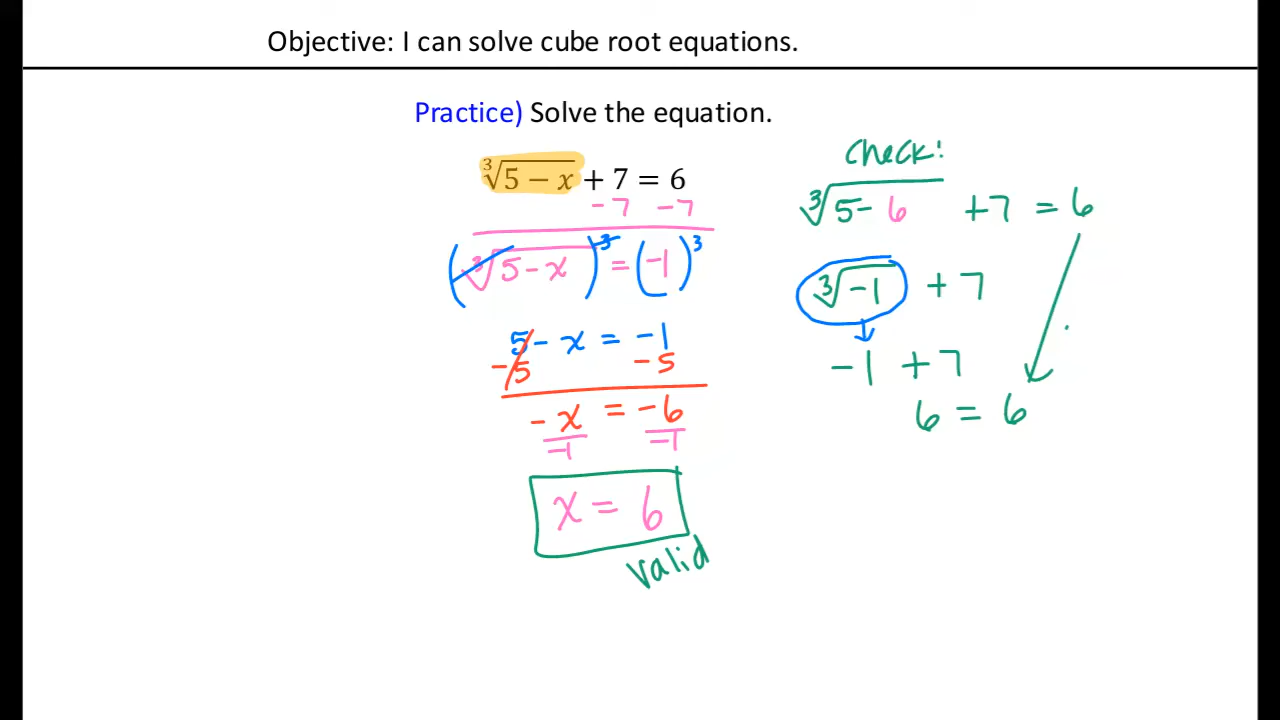 Objective: I can solve cube root equations.
Practice) Solve the equation.
∛(5 − x) + 7 = 6
−7 −7
(∛(5−x))³ = (−1)³
5 − x = −1
−5 −5
−x = −6
−1 −1
x = 6
valid
Check:
∛(5−6) +7 = 6
∛(−1) + 7
−1 + 7
6 = 6